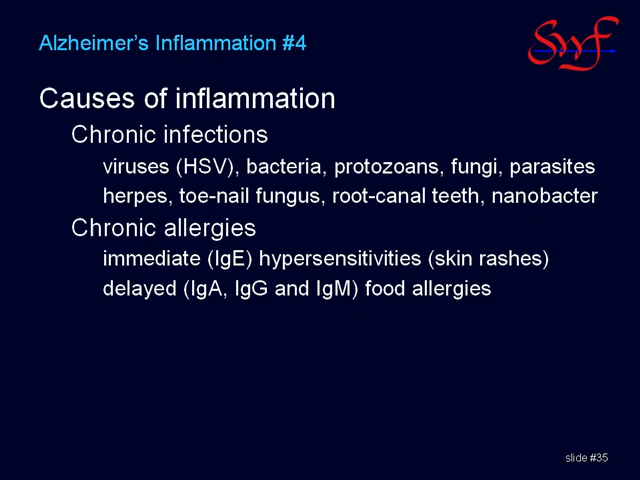 Alzheimer's Inflammation #4
SWF
Causes of inflammation
Chronic infections
viruses (HSV), bacteria, protozoans, fungi, parasites
herpes, toe-nail fungus, root-canal teeth, nanobacter
Chronic allergies
immediate (IgE) hypersensitivities (skin rashes)
delayed (IgA, IgG and IgM) food allergies
slide #35